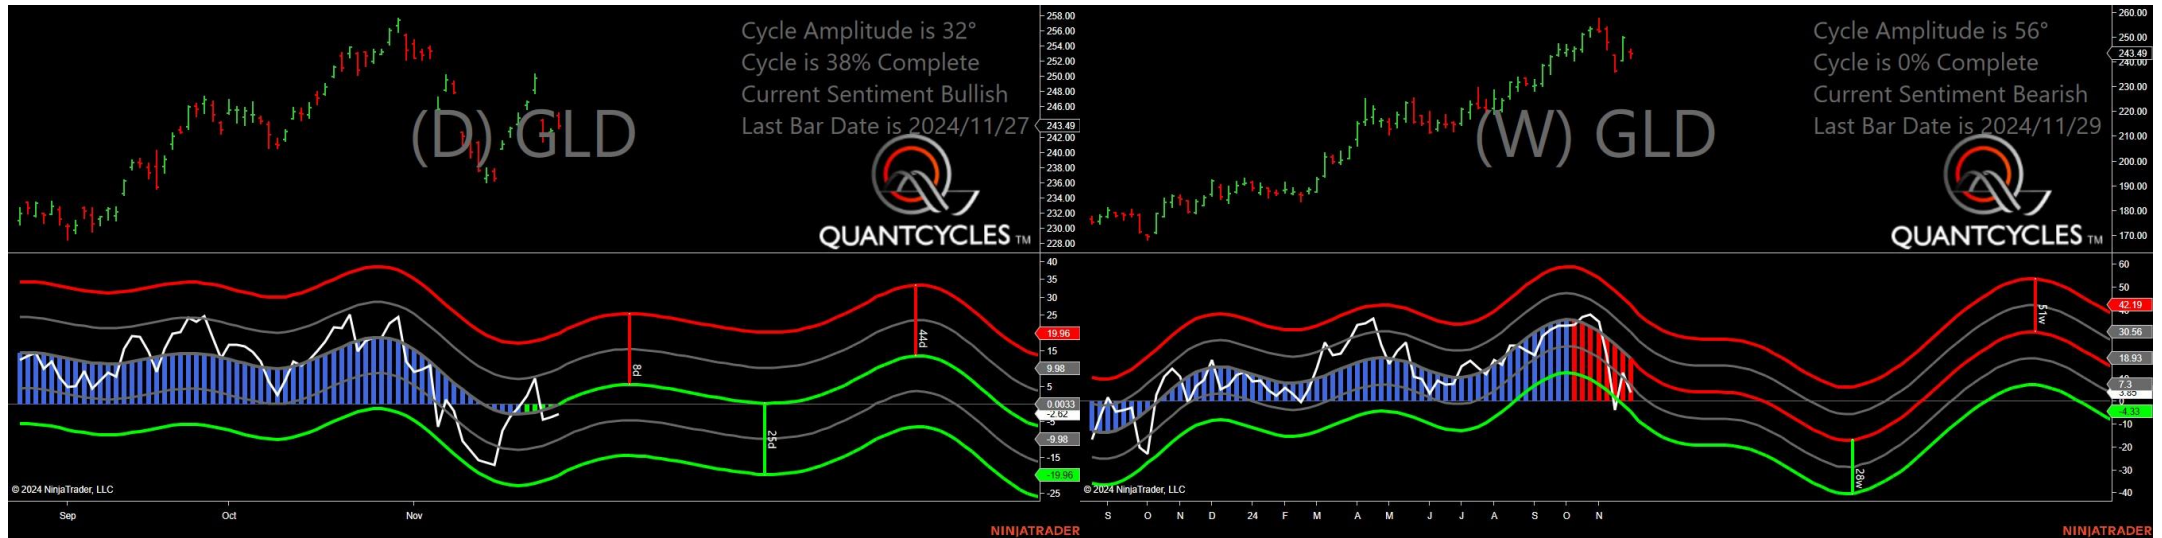 Cycle Amplitude is 32°
Cycle is 38% Complete
Current Sentiment Bullish
Last Bar Date is 2024/11/27
(D) GLD
QUANTCYCLES TM
258.00
256.00
254.00
252.00
250.00
248.00
246.00
243.49
242.00
240.00
238.00
236.00
234.00
232.00
230.00
228.00
40
35
30
25
19.96
15
9.98
5
0.0033
-2.62
-5
-9.98
-15
-19.96
-25
8d
25d
44d
© 2024 NinjaTrader, LLC
Sep Oct Nov
NINJATRADER
Cycle Amplitude is 56°
Cycle is 0% Complete
Current Sentiment Bearish
Last Bar Date is 2024/11/29
(W) GLD
QUANTCYCLES TM
260.00
250.00
243.49
240.00
230.00
220.00
210.00
200.00
190.00
180.00
170.00
60
50
42.19
40
30.56
18.93
7.3
3.85
0
-4.33
-10
-20
-30
-40
28w
51w
© 2024 NinjaTrader, LLC
S O N D 24 F M A M J J A S O N
NINJATRADER